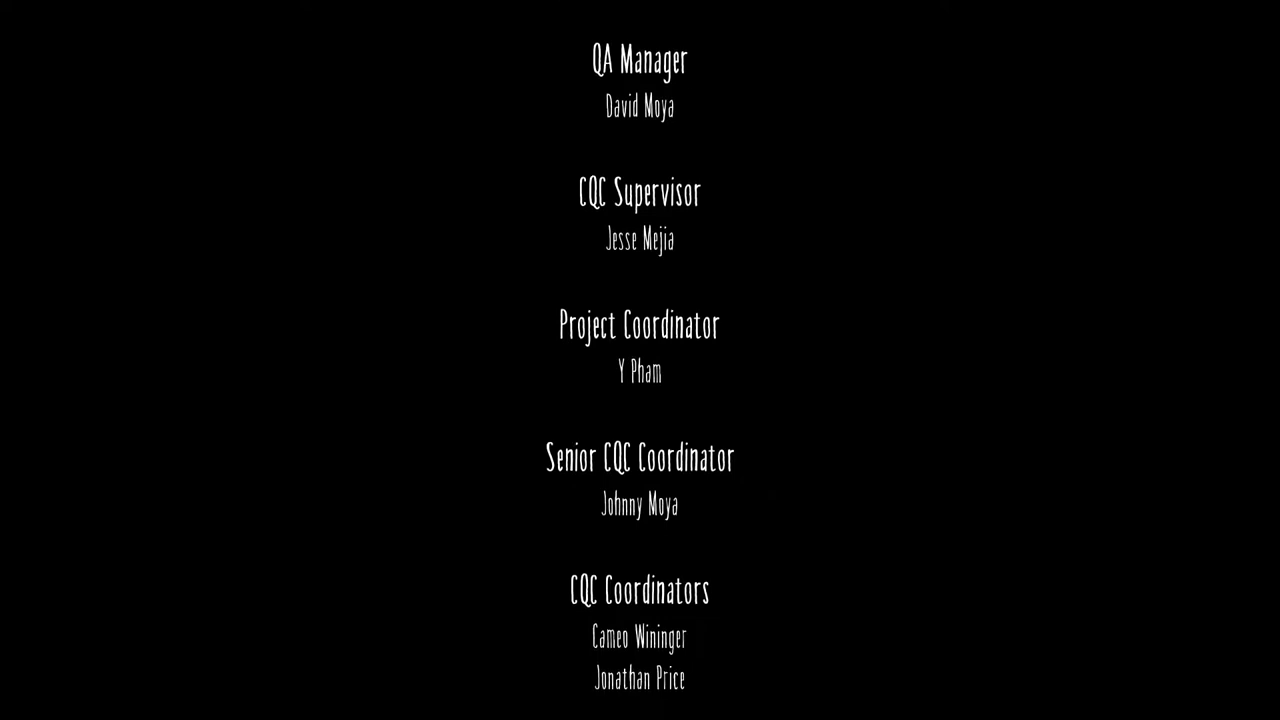 QA Manager
David Moya
CQC Supervisor
Jesse Mejia
Project Coordinator
Y Pham
Senior CQC Coordinator
Johnny Moya
CQC Coordinators
Cameo Wininger
Jonathan Price